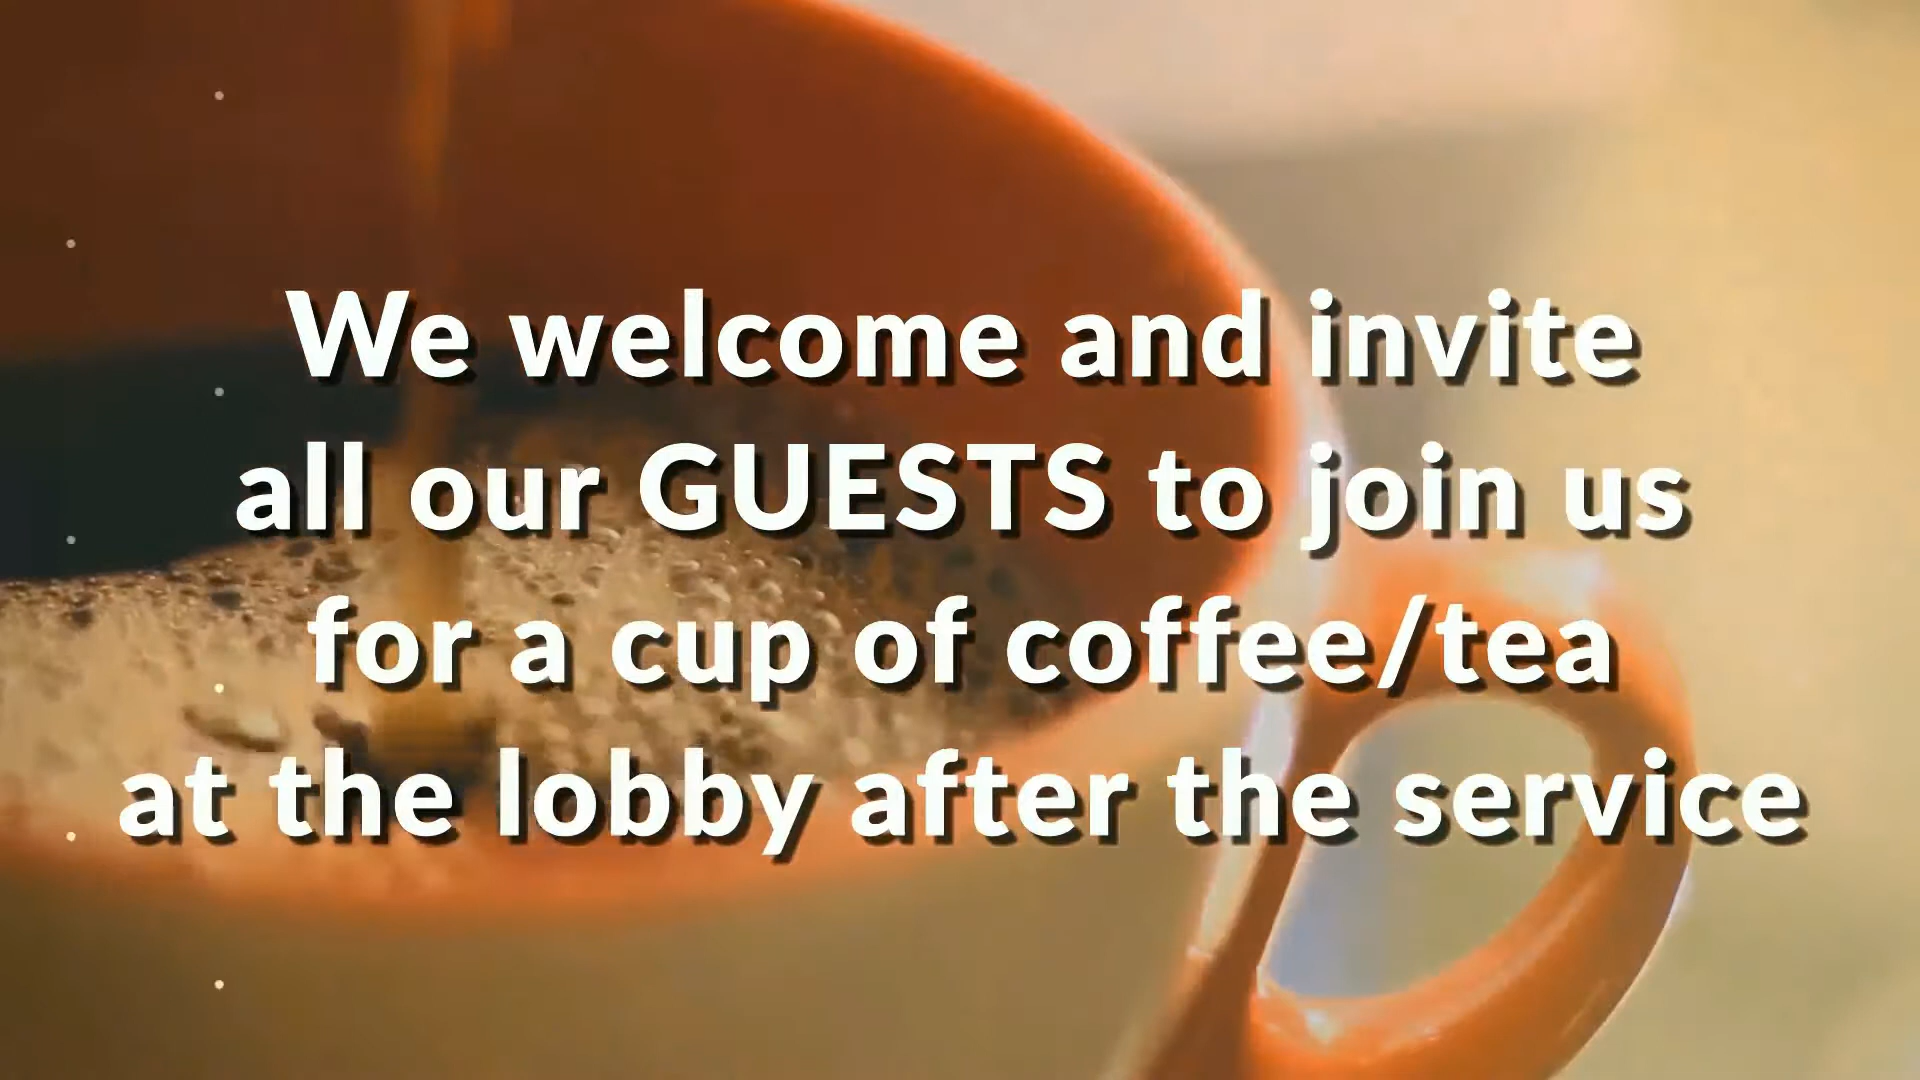 We welcome and invite
all our GUESTS to join us
for a cup of coffee/tea
at the lobby after the service